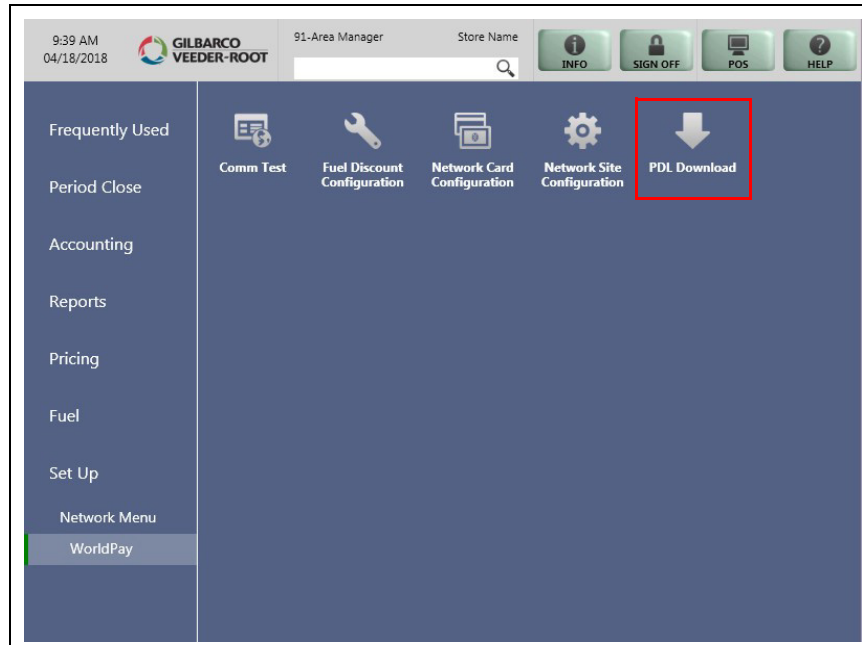 9:39 AM
04/18/2018
GILBARCO
VEEDER-ROOT
91-Area Manager
Store Name
INFO
SIGN OFF
POS
HELP
Frequently Used
Period Close
Accounting
Reports
Pricing
Fuel
Set Up
Network Menu
WorldPay
Comm Test
Fuel Discount
Configuration
Network Card
Configuration
Network Site
Configuration
PDL Download